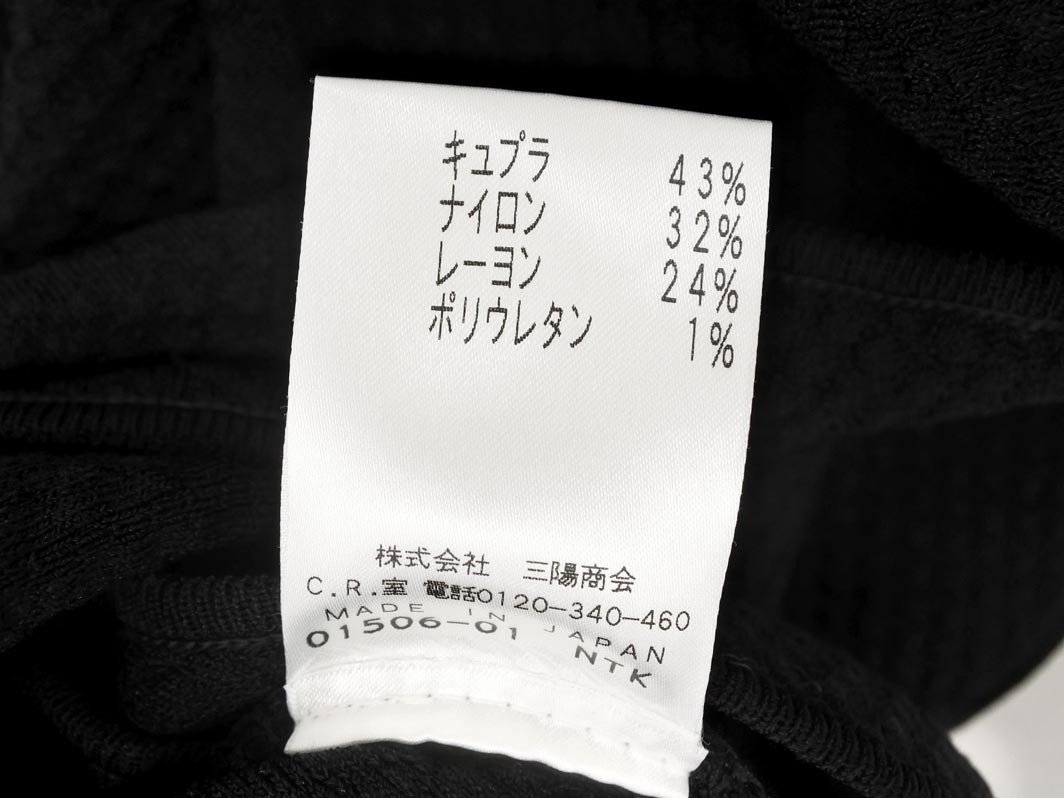 キュプラ 43%
ナイロン 32%
レーヨン 24%
ポリウレタン 1%
株式会社 三陽商会
C.R.室 電話0120-340-460
MADE IN JAPAN
01506-01 NTK